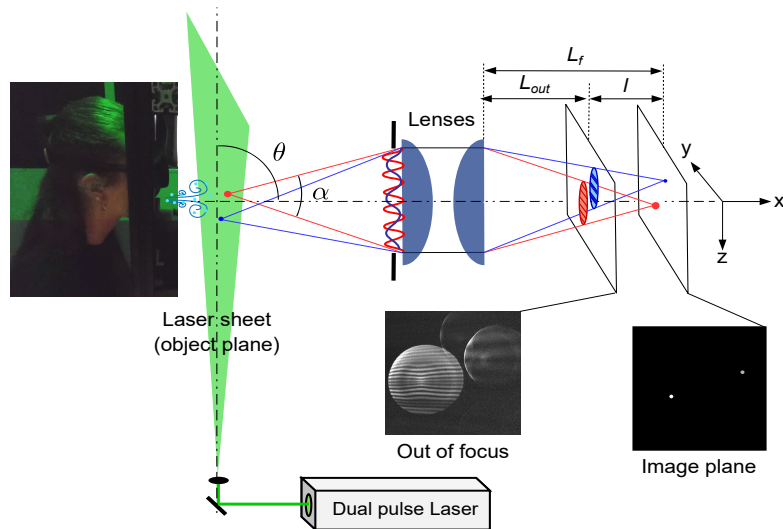 L_f
L_out
l
Lenses
θ
α
y
x
z
Laser sheet
(object plane)
Out of focus
Image plane
Dual pulse Laser